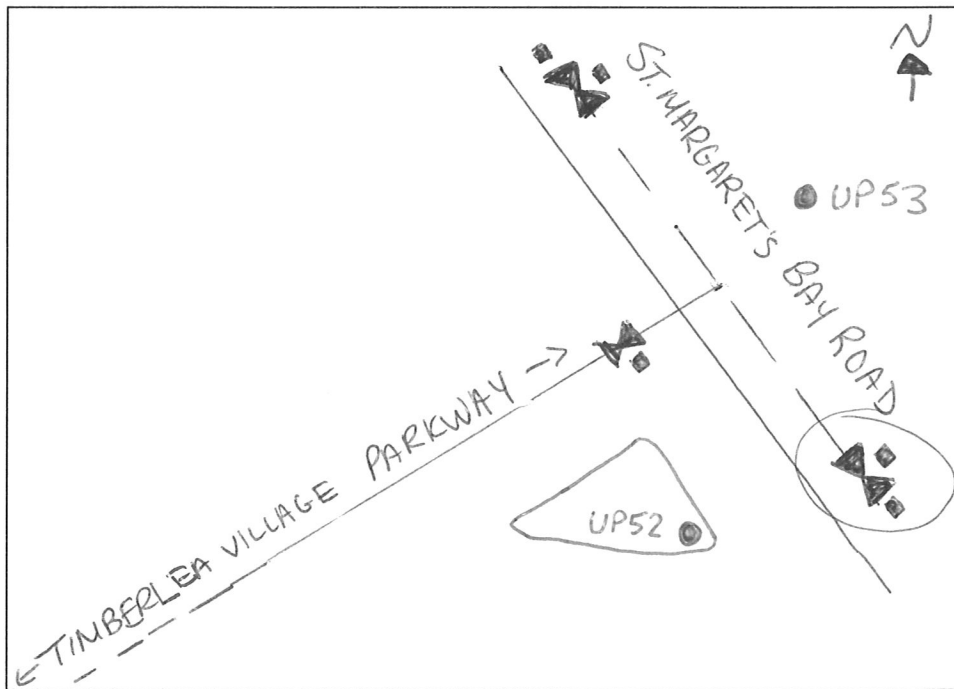 N
ST. MARGARET'S BAY ROAD
UP53
TIMBERLEA VILLAGE PARKWAY
UP52